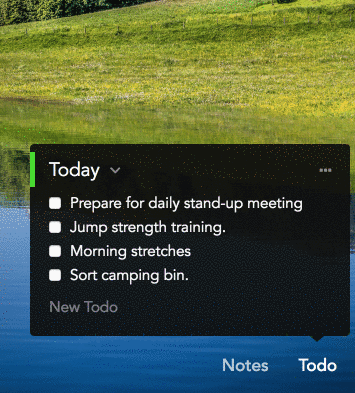 Today
Prepare for daily stand-up meeting
Jump strength training.
Morning stretches
Sort camping bin.
New Todo
Notes Todo